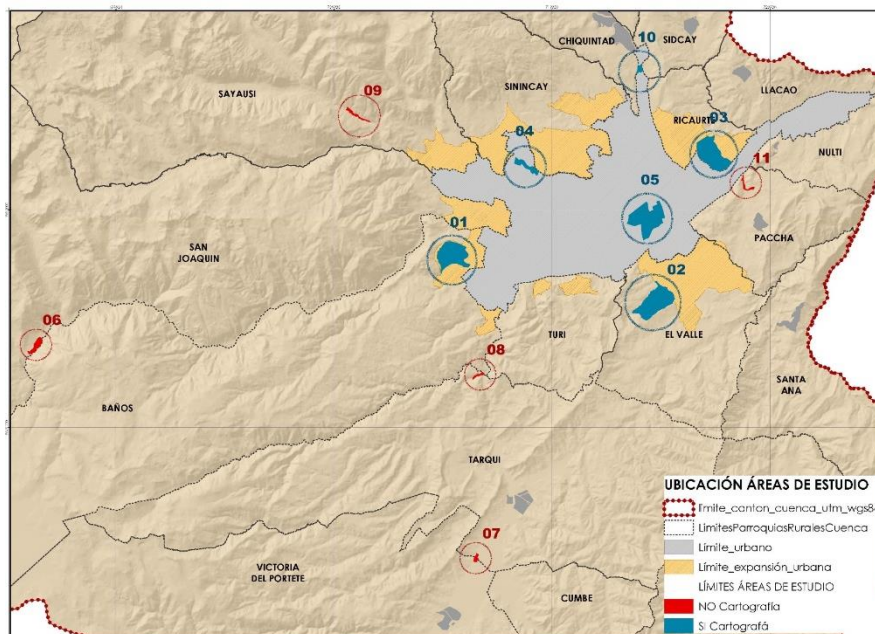 10
CHIQUINTAD
SIDCAY
SAYAUSI
09
SININCAY
LLACAO
RICAURTE
03
04
11
NULTI
05
01
PACCHA
SAN
JOAQUIN
02
06
08
TURI
EL VALLE
BAÑOS
SANTA
ANA
TARQUI
07
VICTORIA
DEL PORTETE
CUMBE
UBICACIÓN ÁREAS DE ESTUDIO
limite_canton_cuenca_utm_wgs84
LimitesParroquiasRuralesCuenca
Limite_urbano
Límite_expansión_urbana
LÍMITES ÁREAS DE ESTUDIO
NO Cartografía
SI Cartografá